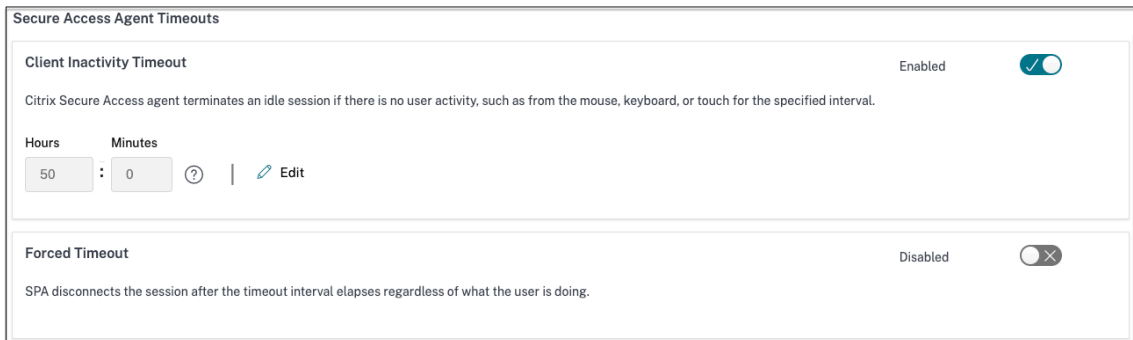 Secure Access Agent Timeouts
Client Inactivity Timeout
Enabled
Citrix Secure Access agent terminates an idle session if there is no user activity, such as from the mouse, keyboard, or touch for the specified interval.
Hours Minutes
50 : 0 ? | Edit
Forced Timeout
Disabled
SPA disconnects the session after the timeout interval elapses regardless of what the user is doing.